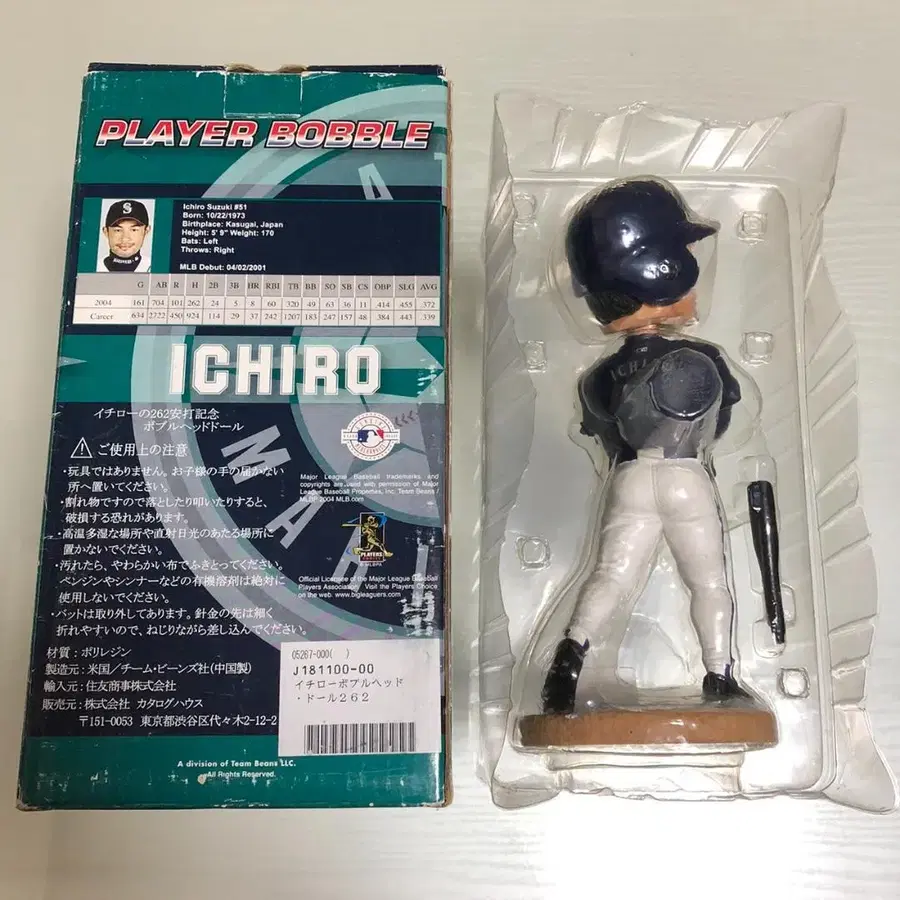 PLAYER BOBBLE
Ichiro Suzuki #51
Born: 10/22/1973
Birthplace: Kasugai, Japan
Height: 5' 9" Weight: 170
Bats: Left
Throws: Right
MLB Debut: 04/02/2001
G AB R H 2B 3B HR RBI TB BB SO SB CS OBP SLG AVG
2004 161 704 101 262 24 5 8 60 320 49 63 36 11 .414 .455 .372
Career 634 2722 450 924 114 29 37 242 1207 183 247 157 48 .384 .443 .339
ICHIRO
イチローの262安打記念
ボブルヘッドドール
ご使用上の注意
・玩具ではありません。お子様の手の届かない
所へ置いてください。
・割れ物ですので落としたり叩いたりすると、
破損する恐れがあります。
・高温多湿な場所や直射日光のあたる場所に
置かないでください。
・汚れたら、やわらかい布でふきとってください。
ベンジンやシンナーなどの有機溶剤は絶対に
使用しないでください。
・バットは取り外してあります。針金の先は細く
折れやすいので、ねじりながら差し込んでください。
材質：ポリレジン
製造元：米国／チーム・ビーンズ社（中国製）
輸入元：住友商事株式会社
販売元：株式会社 カタログハウス
〒151-0053 東京都渋谷区代々木2-12-2
Major League Baseball trademarks and
copyrights are used with permission of Major
League Baseball Properties, Inc. Team Beans /
MLBP 2004 MLB.com
PLAYERS
CHOICE
© MLBPA
Official Licensee of the Major League Baseball
Players Association. Visit the Players Choice
on the web: www.bigleaguers.com
05267-000( )
J181100-00
イチローボブルヘッド
・ドール２６２
A division of Team Beans LLC.
All Rights Reserved.
MA
ICHIRO